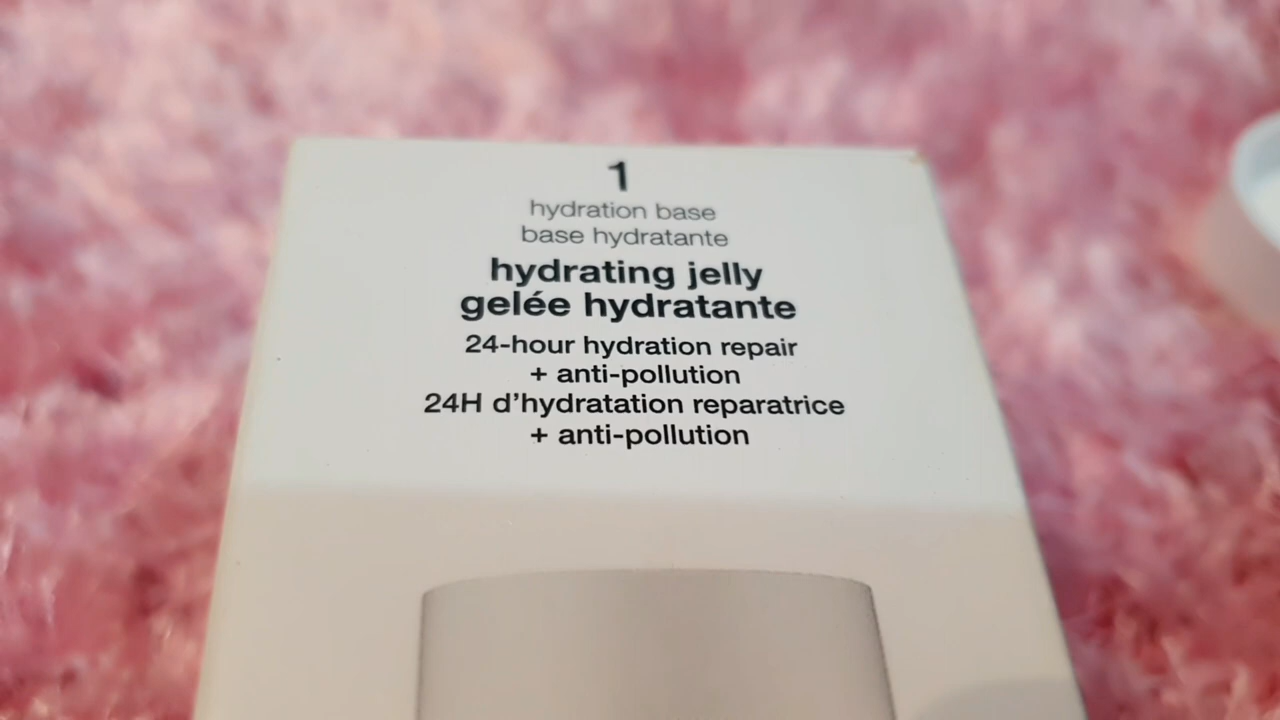 1
hydration base
base hydratante
hydrating jelly
gelée hydratante
24-hour hydration repair
+ anti-pollution
24H d'hydratation reparatrice
+ anti-pollution